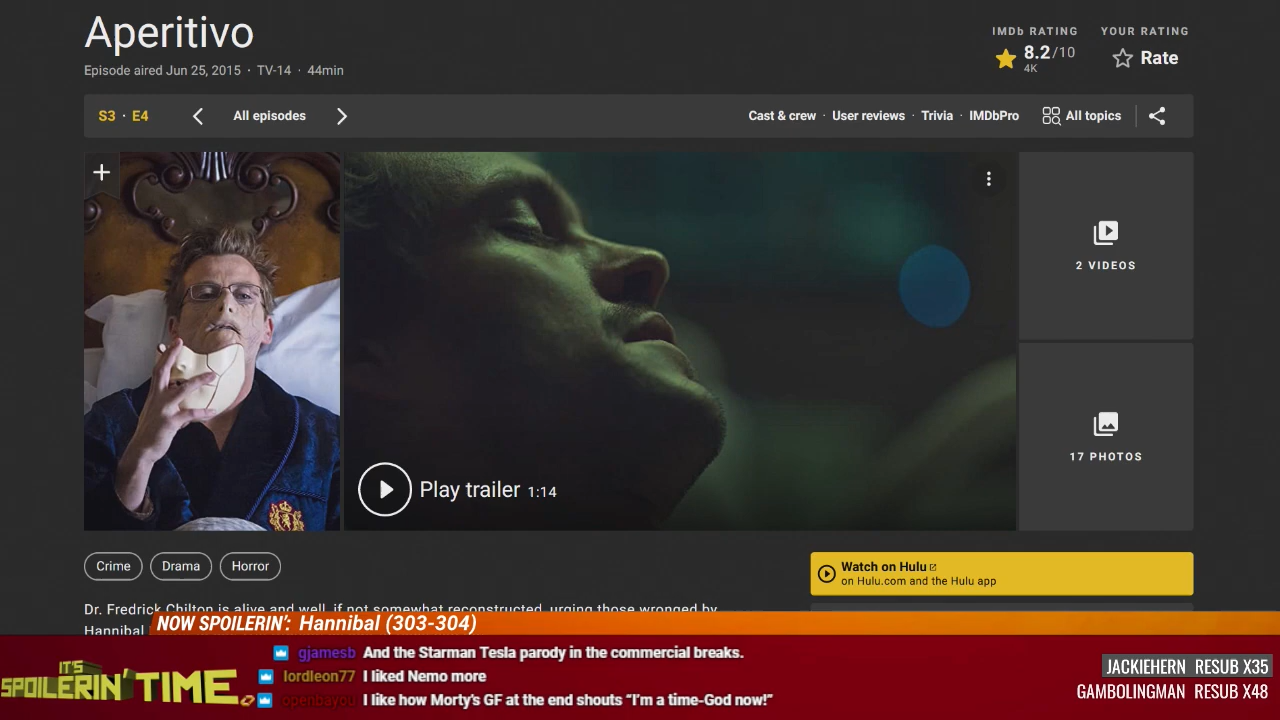 Aperitivo
Episode aired Jun 25, 2015 · TV-14 · 44min
IMDb RATING
8.2/10
4K
YOUR RATING
Rate
S3 · E4
All episodes
Cast & crew · User reviews · Trivia · IMDbPro
All topics
2 VIDEOS
Play trailer 1:14
17 PHOTOS
Crime
Drama
Horror
Watch on Hulu
on Hulu.com and the Hulu app
Dr. Fredrick Chilton is alive and well, if not somewhat reconstructed, urging those wronged by
Hannibal
NOW SPOILERIN': Hannibal (303-304)
IT'S
SPOILERIN' TIME
gjamesb And the Starman Tesla parody in the commercial breaks.
lordleon77 I liked Nemo more
openbayou I like how Morty's GF at the end shouts “I'm a time-God now!”
JACKIEHERN RESUB X35
GAMBOLINGMAN RESUB X48